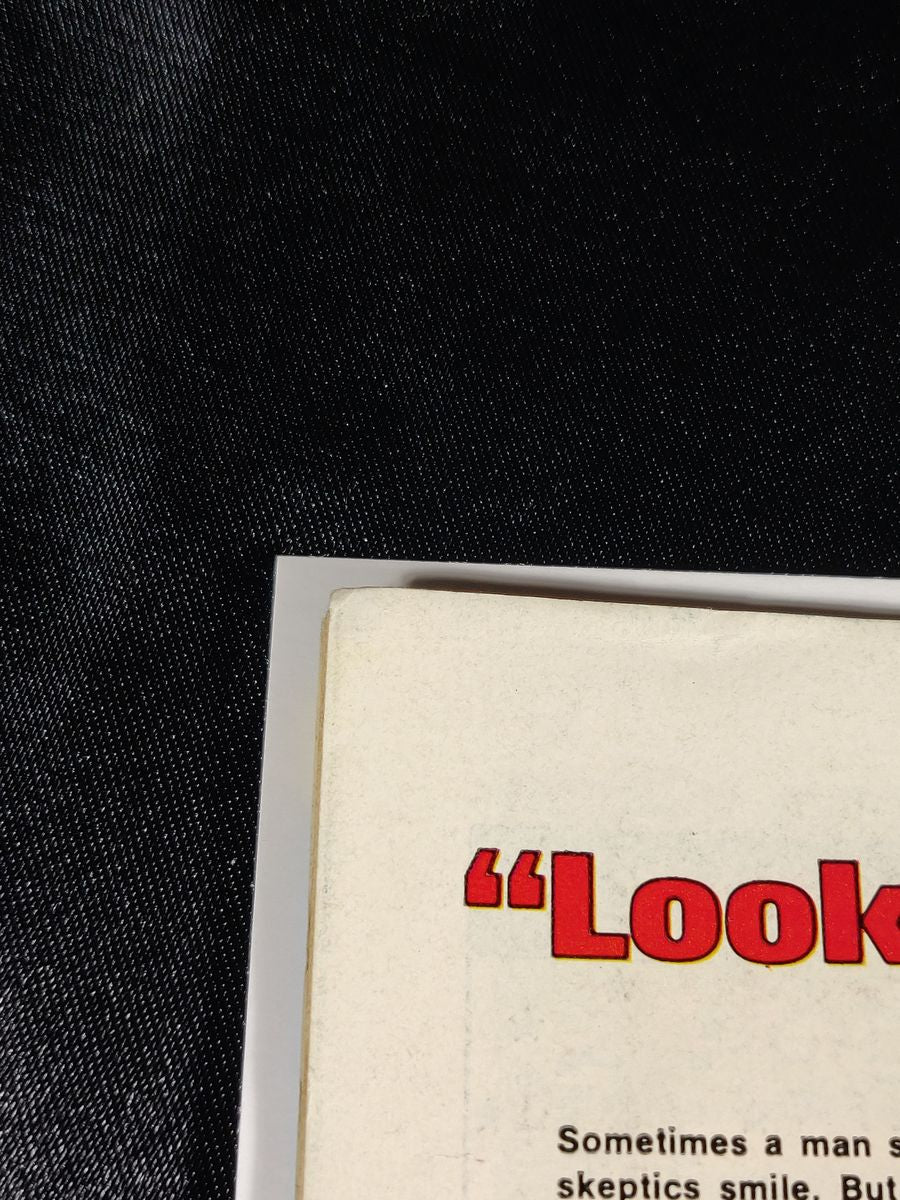 “Look
Sometimes a man s
skeptics smile. But